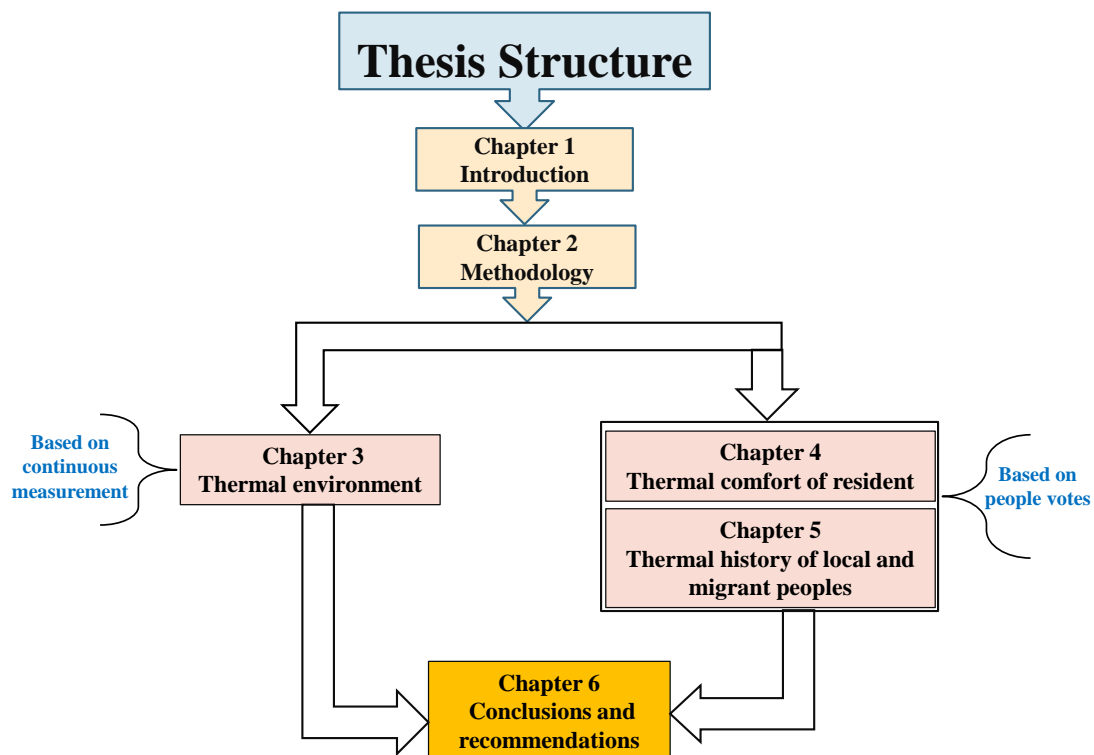 Thesis Structure
Chapter 1
Introduction
Chapter 2
Methodology
Based on
continuous
measurement
Chapter 3
Thermal environment
Chapter 4
Thermal comfort of resident
Chapter 5
Thermal history of local and
migrant peoples
Based on
people votes
Chapter 6
Conclusions and
recommendations